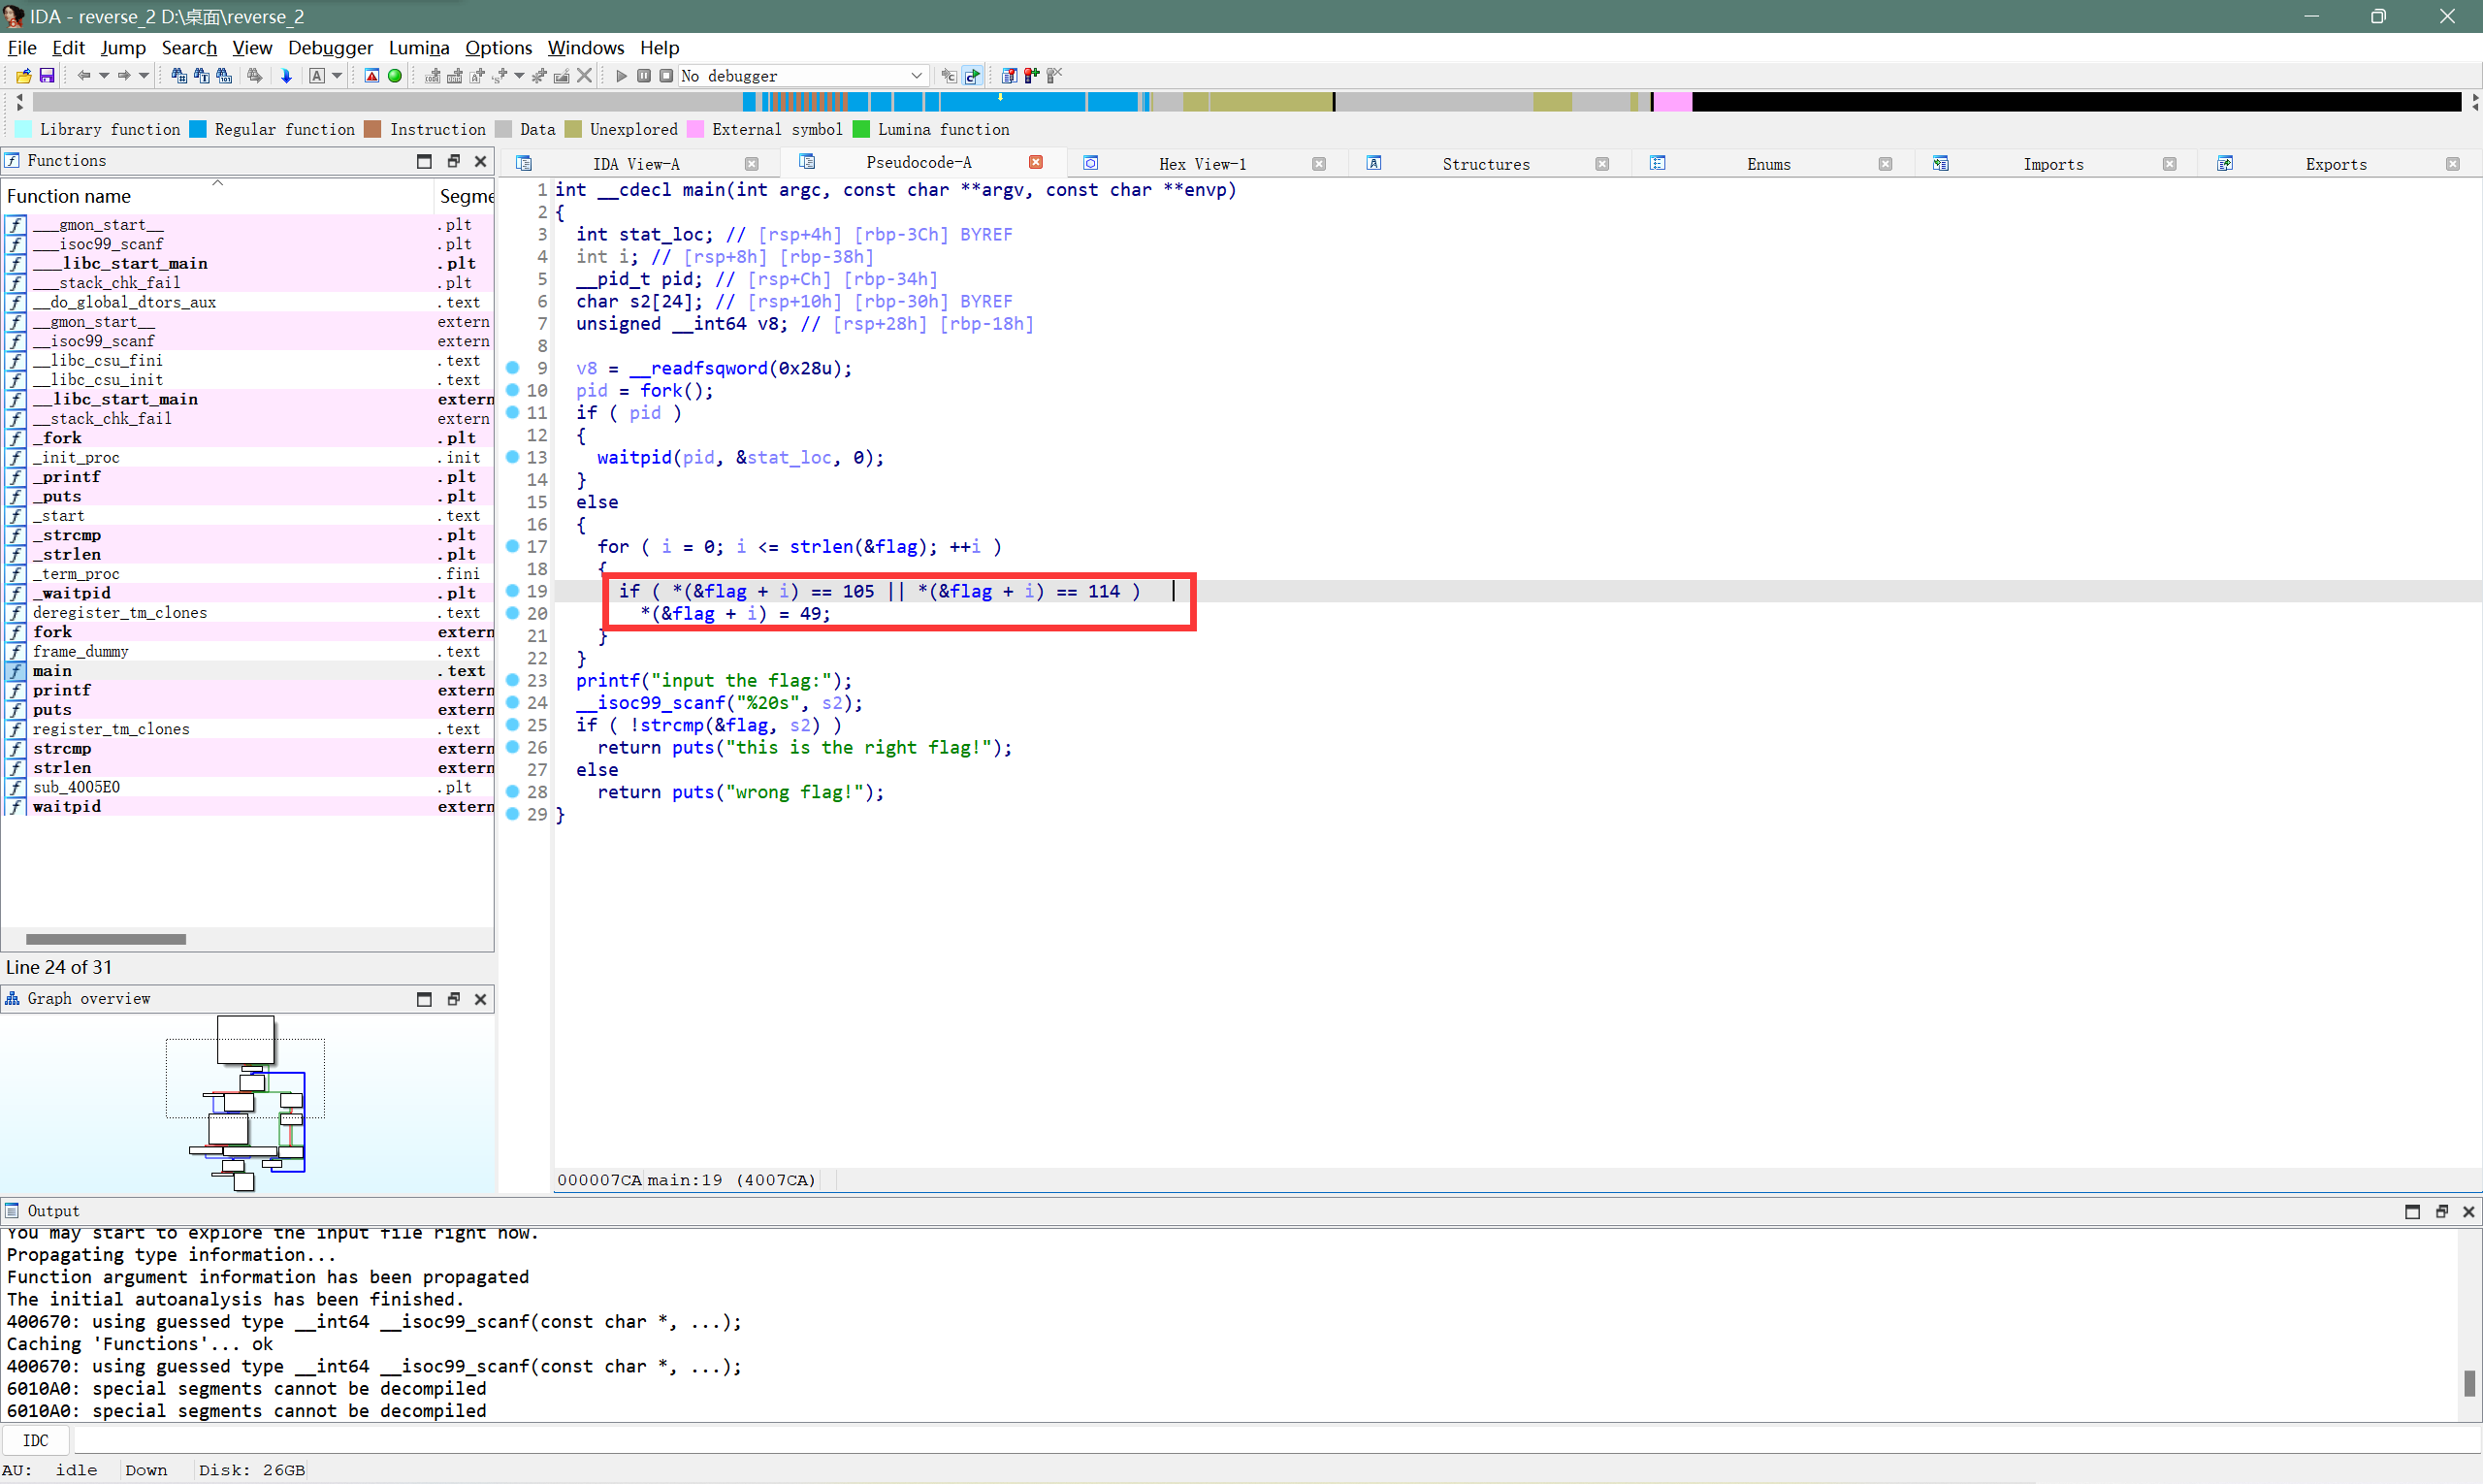 IDA - reverse_2 D:\桌面\reverse_2
File Edit Jump Search View Debugger Lumina Options Windows Help
No debugger
Library function Regular function Instruction Data Unexplored External symbol Lumina function
Functions
Function name Segme
___gmon_start__ .plt
___isoc99_scanf .plt
___libc_start_main .plt
___stack_chk_fail .plt
__do_global_dtors_aux .text
__gmon_start__ extern
__isoc99_scanf extern
__libc_csu_fini .text
__libc_csu_init .text
__libc_start_main extern
__stack_chk_fail extern
_fork .plt
_init_proc .init
_printf .plt
_puts .plt
_start .text
_strcmp .plt
_strlen .plt
_term_proc .fini
_waitpid .plt
deregister_tm_clones .text
fork extern
frame_dummy .text
main .text
printf extern
puts extern
register_tm_clones .text
strcmp extern
strlen extern
sub_4005E0 .plt
waitpid extern
Line 24 of 31
Graph overview
IDA View-A Pseudocode-A Hex View-1 Structures Enums Imports Exports
1 int __cdecl main(int argc, const char **argv, const char **envp)
2 {
3 int stat_loc; // [rsp+4h] [rbp-3Ch] BYREF
4 int i; // [rsp+8h] [rbp-38h]
5 __pid_t pid; // [rsp+Ch] [rbp-34h]
6 char s2[24]; // [rsp+10h] [rbp-30h] BYREF
7 unsigned __int64 v8; // [rsp+28h] [rbp-18h]
8
9 v8 = __readfsqword(0x28u);
10 pid = fork();
11 if ( pid )
12 {
13 waitpid(pid, &stat_loc, 0);
14 }
15 else
16 {
17 for ( i = 0; i <= strlen(&flag); ++i )
18 {
19 if ( *(&flag + i) == 105 || *(&flag + i) == 114 )
20 *(&flag + i) = 49;
21 }
22 }
23 printf("input the flag:");
24 __isoc99_scanf("%20s", s2);
25 if ( !strcmp(&flag, s2) )
26 return puts("this is the right flag!");
27 else
28 return puts("wrong flag!");
29 }
000007CA main:19 (4007CA)
Output
You may start to explore the input file right now.
Propagating type information...
Function argument information has been propagated
The initial autoanalysis has been finished.
400670: using guessed type __int64 __isoc99_scanf(const char *, ...);
Caching 'Functions'... ok
400670: using guessed type __int64 __isoc99_scanf(const char *, ...);
6010A0: special segments cannot be decompiled
6010A0: special segments cannot be decompiled
IDC
AU: idle Down Disk: 26GB